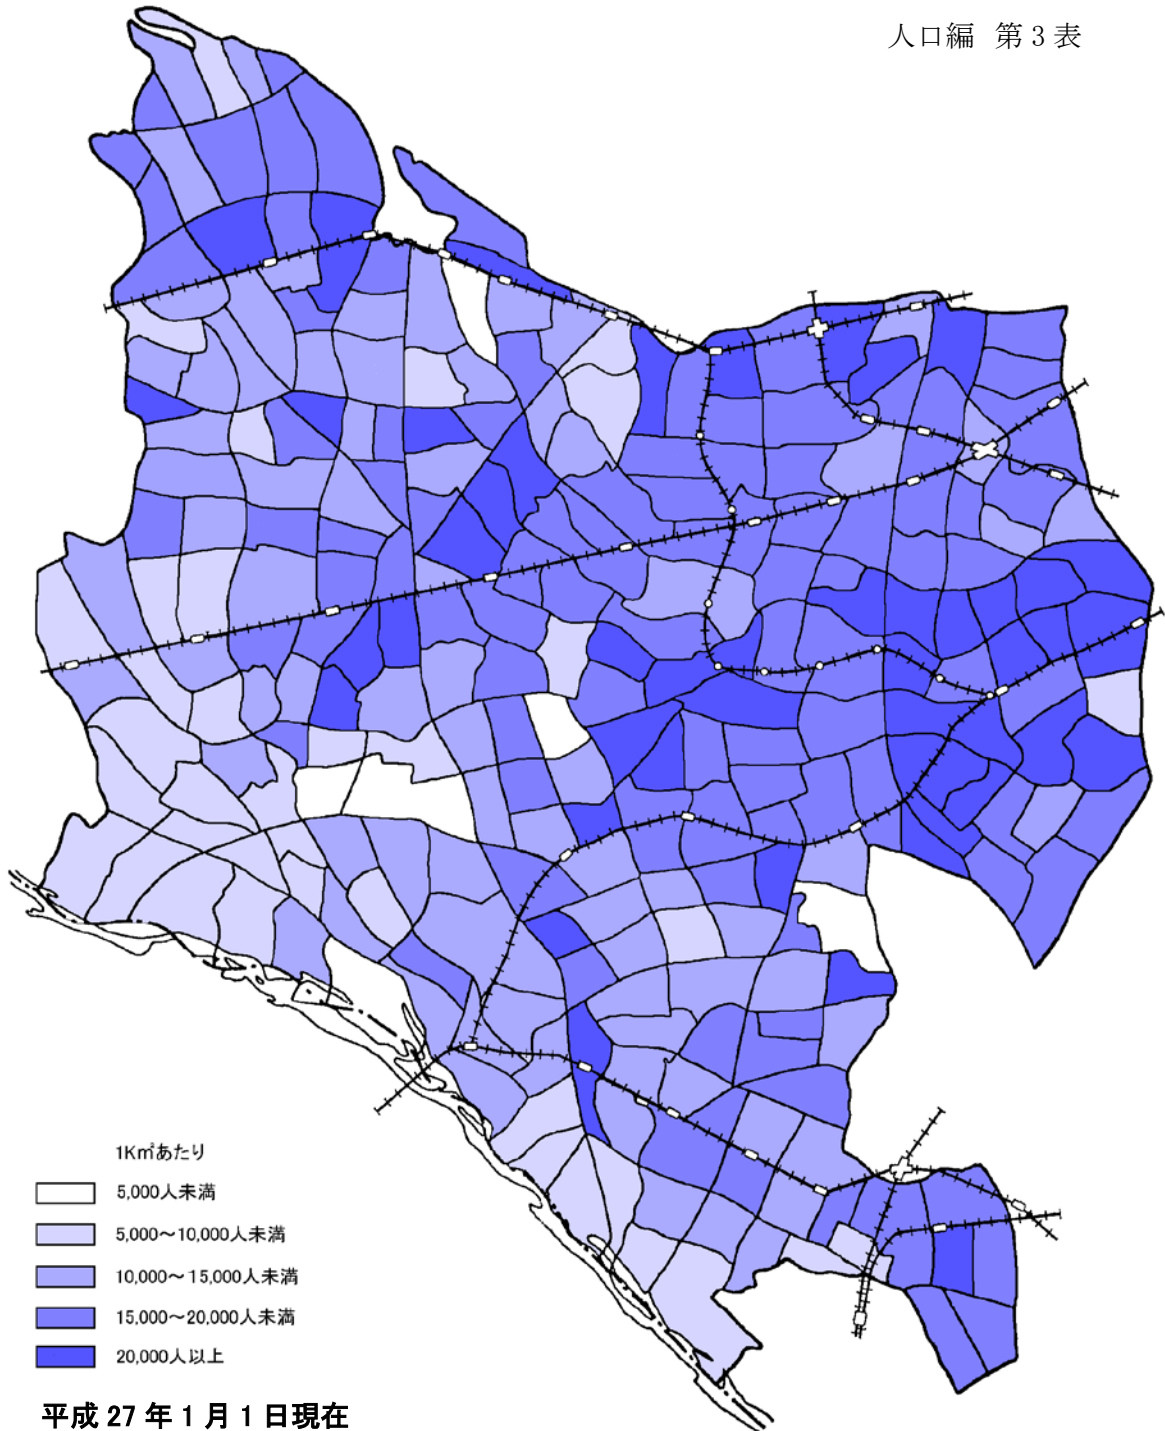 人口編 第3表
1K㎡あたり
5,000人未満
5,000～10,000人未満
10,000～15,000人未満
15,000～20,000人未満
20,000人以上
平成27年1月1日現在